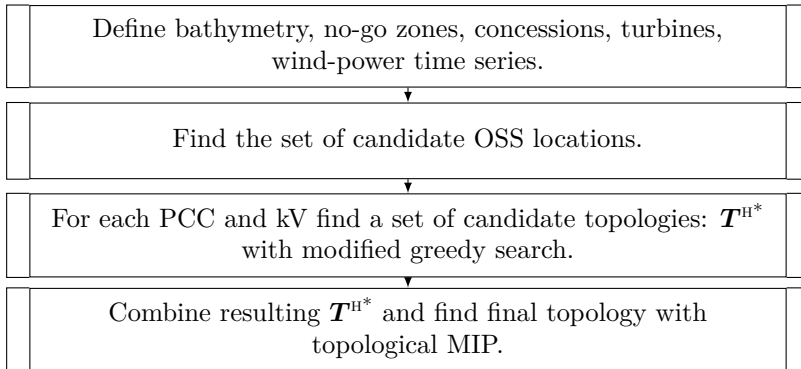 Define bathymetry, no-go zones, concessions, turbines,
wind-power time series.
Find the set of candidate OSS locations.
For each PCC and kV find a set of candidate topologies: T^H*
with modified greedy search.
Combine resulting T^H* and find final topology with
topological MIP.